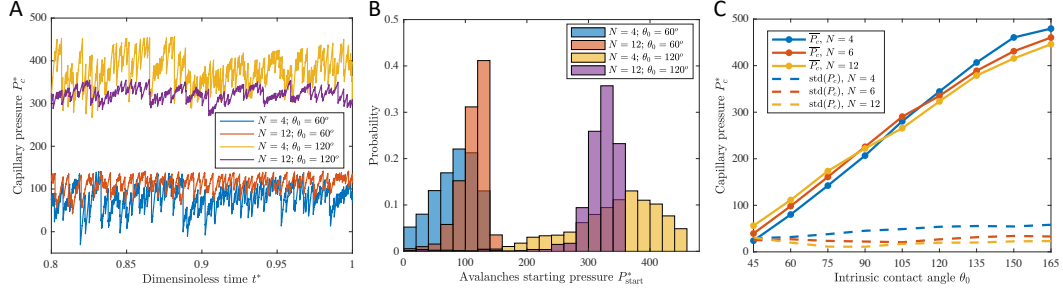 A
Capillary pressure P*c
500
400
300
200
100
0
0.8
0.85
0.9
0.95
1
Dimensinoless time t*
N = 4; θ0 = 60°
N = 12; θ0 = 60°
N = 4; θ0 = 120°
N = 12; θ0 = 120°
B
Probability
0.5
0.4
0.3
0.2
0.1
0
0
100
200
300
400
Avalanches starting pressure P*start
N = 4; θ0 = 60°
N = 12; θ0 = 60°
N = 4; θ0 = 120°
N = 12; θ0 = 120°
C
Capillary pressure P*c
500
400
300
200
100
0
45
60
75
90
105
120
135
150
165
Intrinsic contact angle θ0
Pc, N = 4
Pc, N = 6
Pc, N = 12
std(Pc), N = 4
std(Pc), N = 6
std(Pc), N = 12